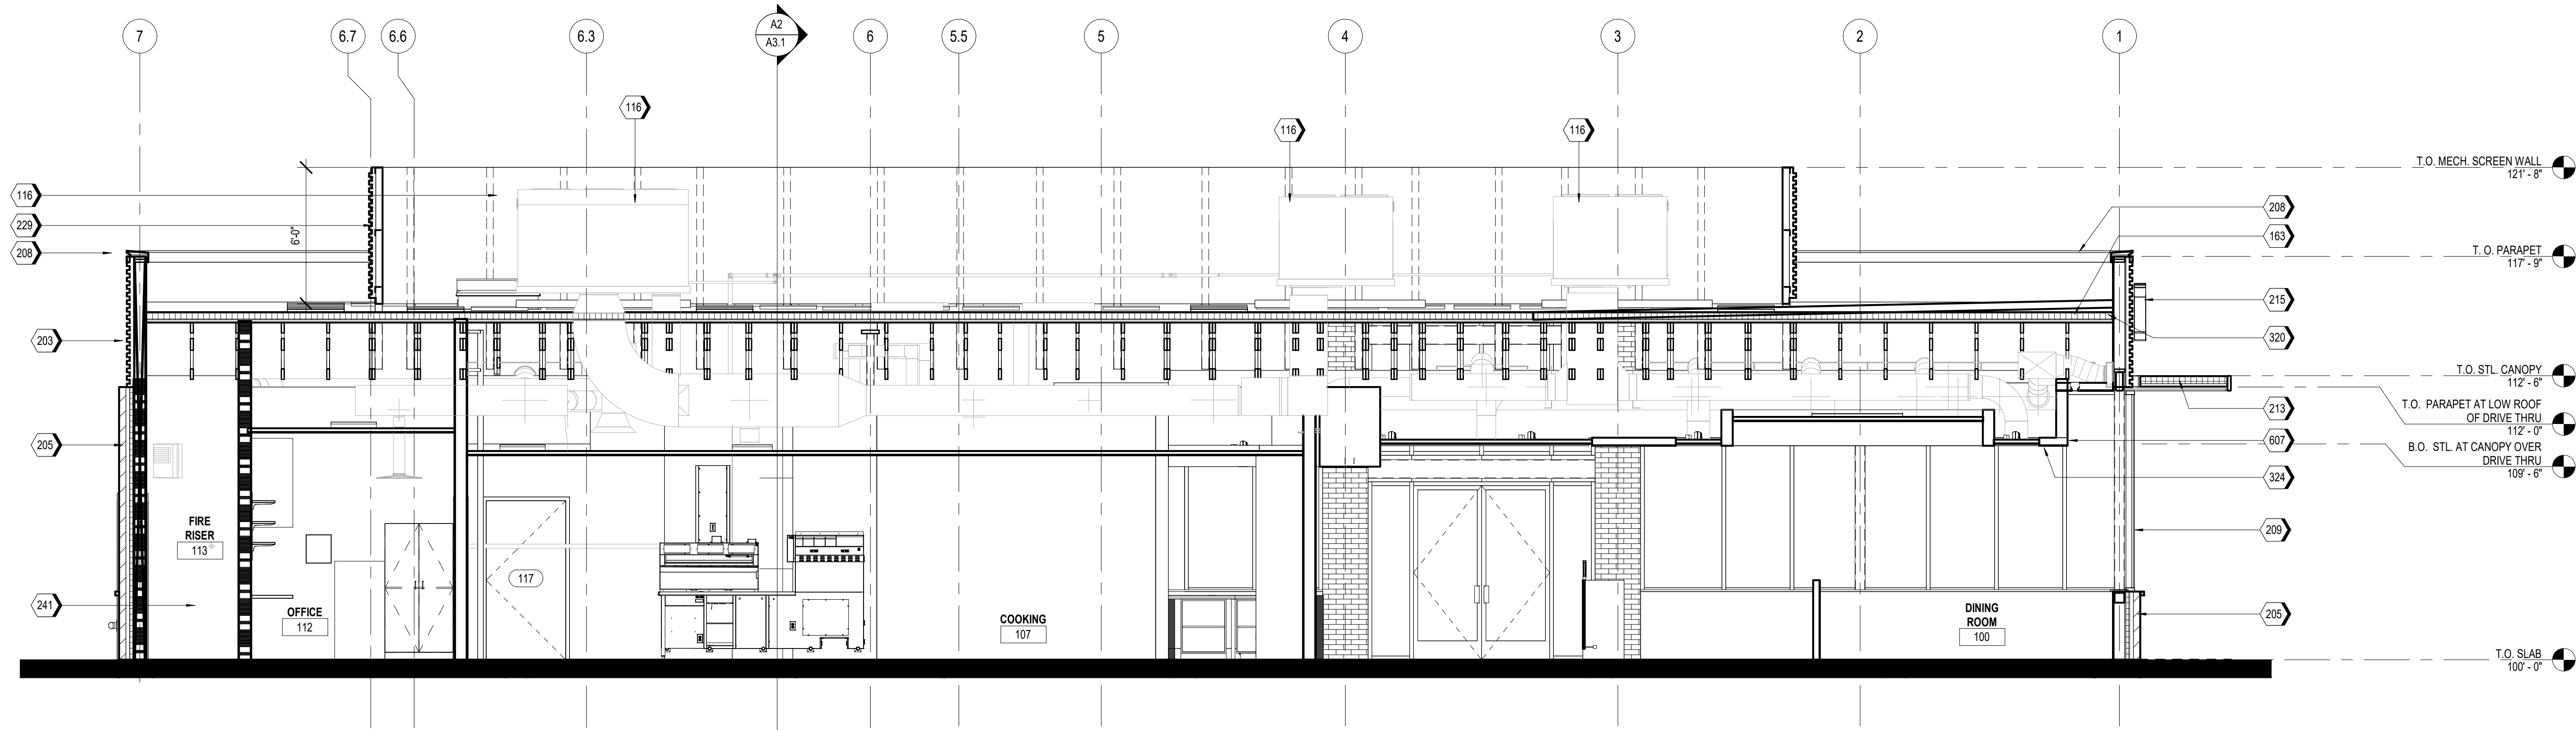 7
6.7
6.6
6.3
A2
A3.1
6
5.5
5
4
3
2
1
116
116
116
116
229
208
203
205
241
6'-0"
T.O. MECH. SCREEN WALL
121' - 8"
208
163
T. O. PARAPET
117' - 9"
215
320
T.O. STL. CANOPY
112' - 6"
213
T.O. PARAPET AT LOW ROOF
OF DRIVE THRU
112' - 0"
607
B.O. STL. AT CANOPY OVER
DRIVE THRU
109' - 6"
324
209
205
T.O. SLAB
100' - 0"
FIRE
RISER
113
OFFICE
112
117
COOKING
107
DINING
ROOM
100